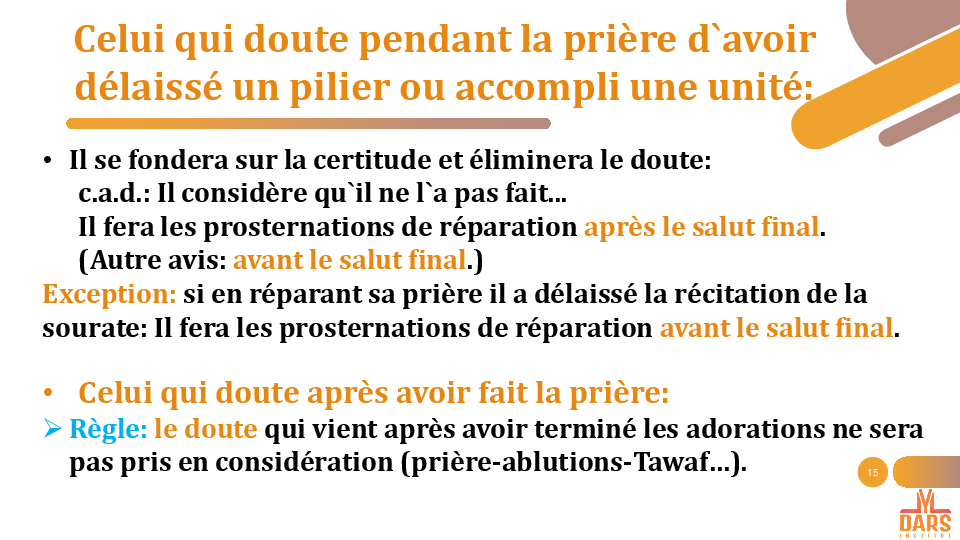 Celui qui doute pendant la prière d`avoir
délaissé un pilier ou accompli une unité:
• Il se fondera sur la certitude et éliminera le doute:
c.a.d.: Il considère qu`il ne l`a pas fait...
Il fera les prosternations de réparation après le salut final.
(Autre avis: avant le salut final.)
Exception: si en réparant sa prière il a délaissé la récitation de la
sourate: Il fera les prosternations de réparation avant le salut final.
• Celui qui doute après avoir fait la prière:
➢ Règle: le doute qui vient après avoir terminé les adorations ne sera
pas pris en considération (prière-ablutions-Tawaf...).
15
DARS
INSTITUT